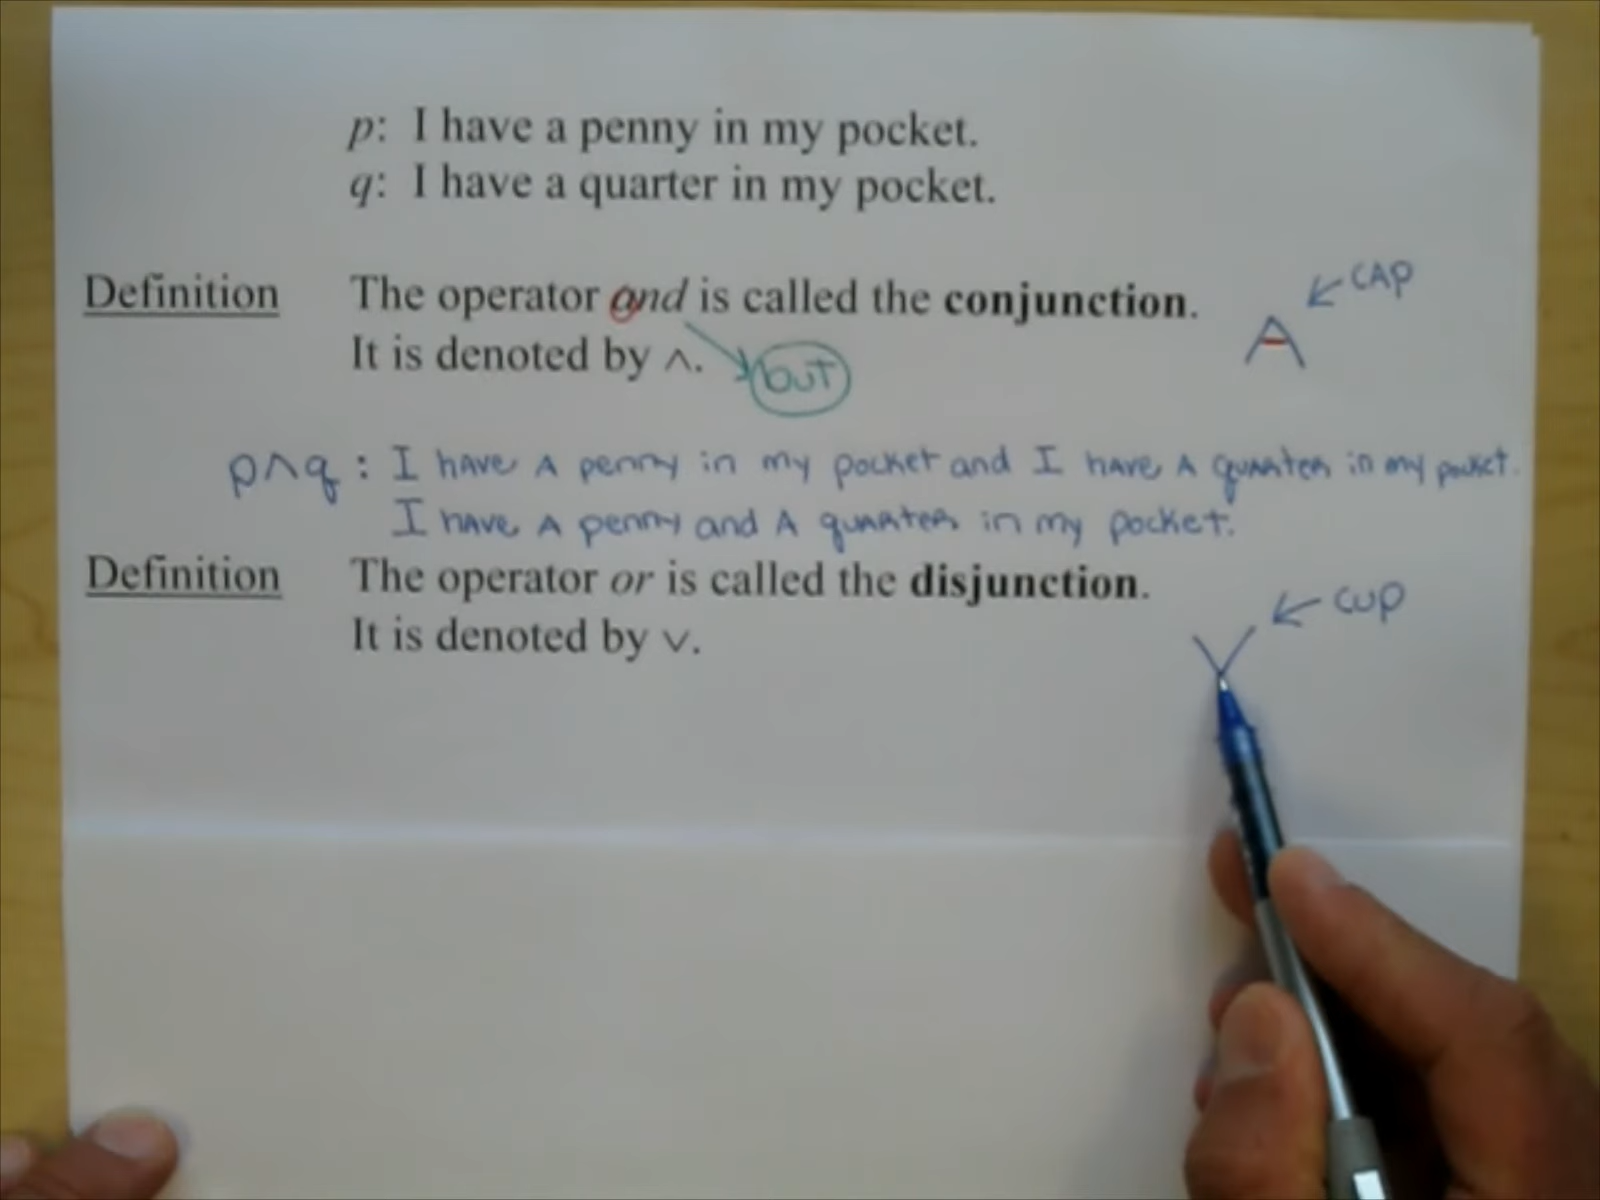 p: I have a penny in my pocket.
q: I have a quarter in my pocket.
Definition The operator and is called the conjunction.
← CAP
A
It is denoted by ∧.
but
p∧q : I HAVE A penny in my pocket and I HAVE A quARTER in my pocket.
I HAVE A penny and A quARTER in my pocket.
Definition The operator or is called the disjunction.
← cup
∨
It is denoted by ∨.